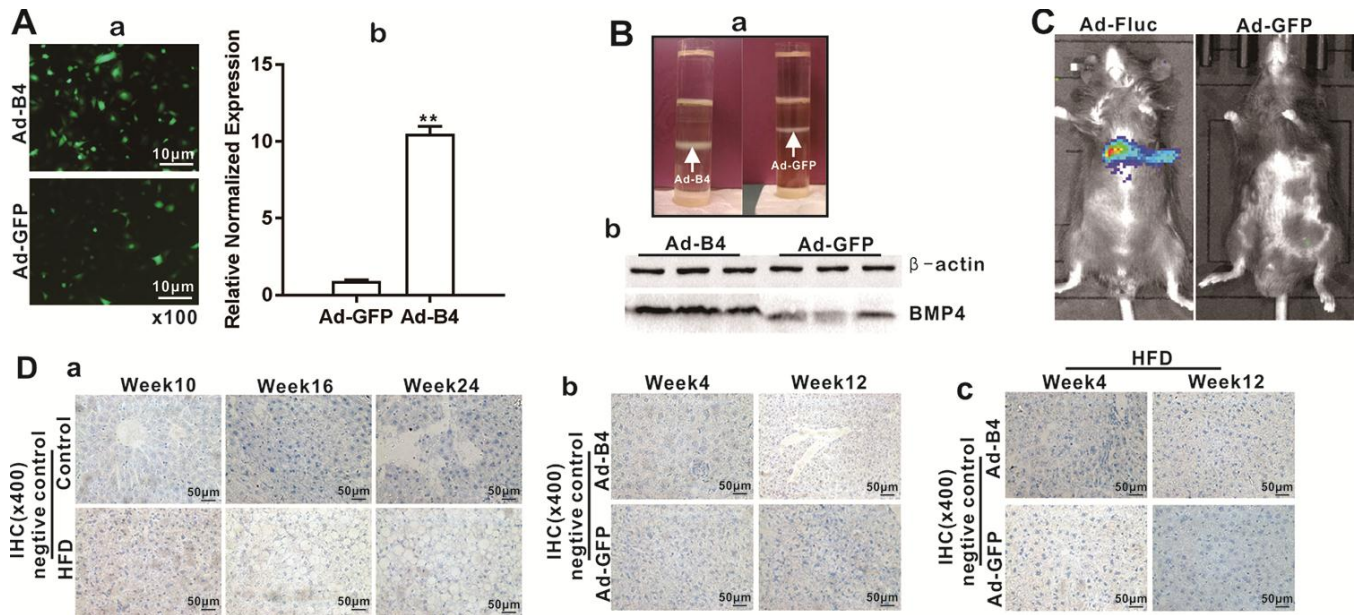 A
a
Ad-B4
10μm
Ad-GFP
10μm
x100
b
Relative Normalized Expression
15
10
5
0
**
Ad-GFP Ad-B4
B
a
Ad-B4
Ad-GFP
b
Ad-B4 Ad-GFP
β-actin
BMP4
C
Ad-Fluc Ad-GFP
D
a
Week10 Week16 Week24
IHC(x400)
negtive control
Control
HFD
50μm 50μm 50μm
50μm 50μm 50μm
b
Week4 Week12
IHC(x400)
negtive control
Ad-B4
Ad-GFP
50μm 50μm
50μm 50μm
c
HFD
Week4 Week12
IHC(x400)
negtive control
Ad-B4
Ad-GFP
50μm 50μm
50μm 50μm